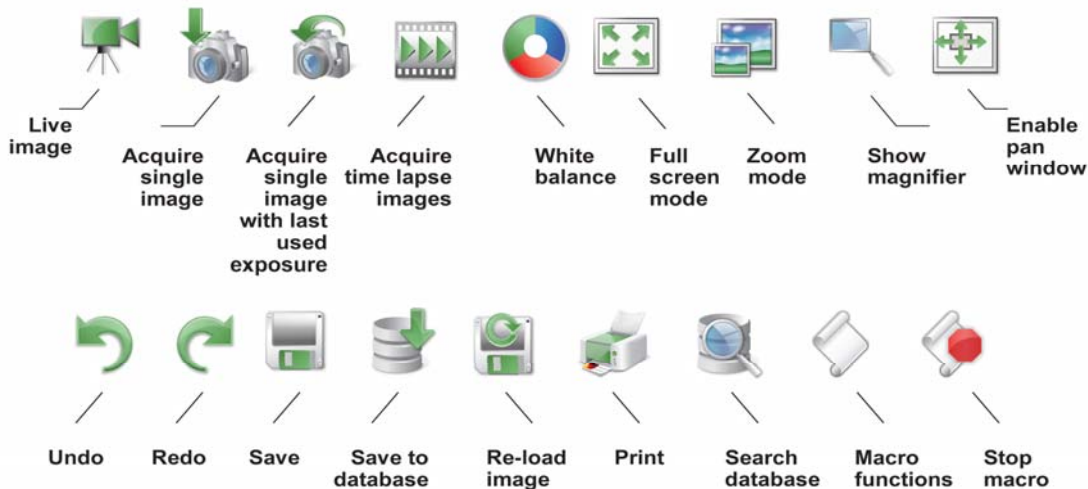 Live
image
Acquire
single
image
Acquire
single
image
with last
used
exposure
Acquire
time lapse
images
White
balance
Full
screen
mode
Zoom
mode
Show
magnifier
Enable
pan
window
Undo
Redo
Save
Save to
database
Re-load
image
Print
Search
database
Macro
functions
Stop
macro